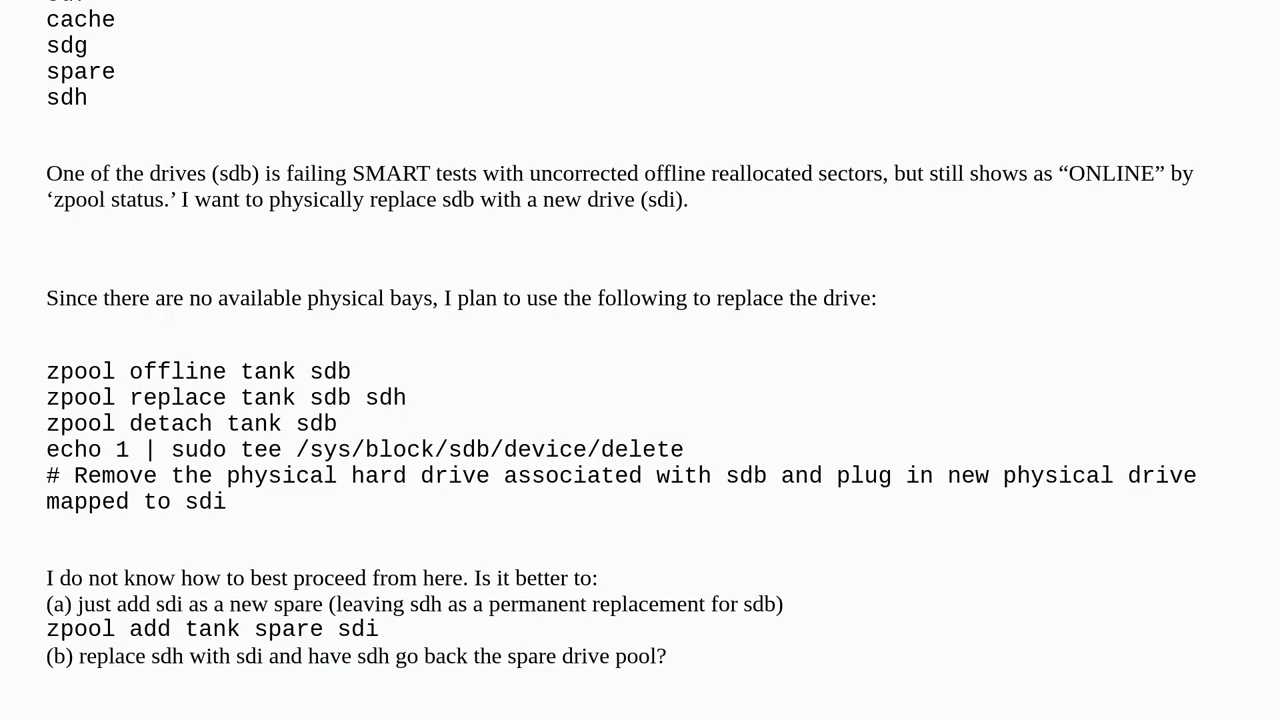 cache
sdg
spare
sdh
One of the drives (sdb) is failing SMART tests with uncorrected offline reallocated sectors, but still shows as “ONLINE” by
‘zpool status.’ I want to physically replace sdb with a new drive (sdi).
Since there are no available physical bays, I plan to use the following to replace the drive:
zpool offline tank sdb
zpool replace tank sdb sdh
zpool detach tank sdb
echo 1 | sudo tee /sys/block/sdb/device/delete
# Remove the physical hard drive associated with sdb and plug in new physical drive
mapped to sdi
I do not know how to best proceed from here. Is it better to:
(a) just add sdi as a new spare (leaving sdh as a permanent replacement for sdb)
zpool add tank spare sdi
(b) replace sdh with sdi and have sdh go back the spare drive pool?